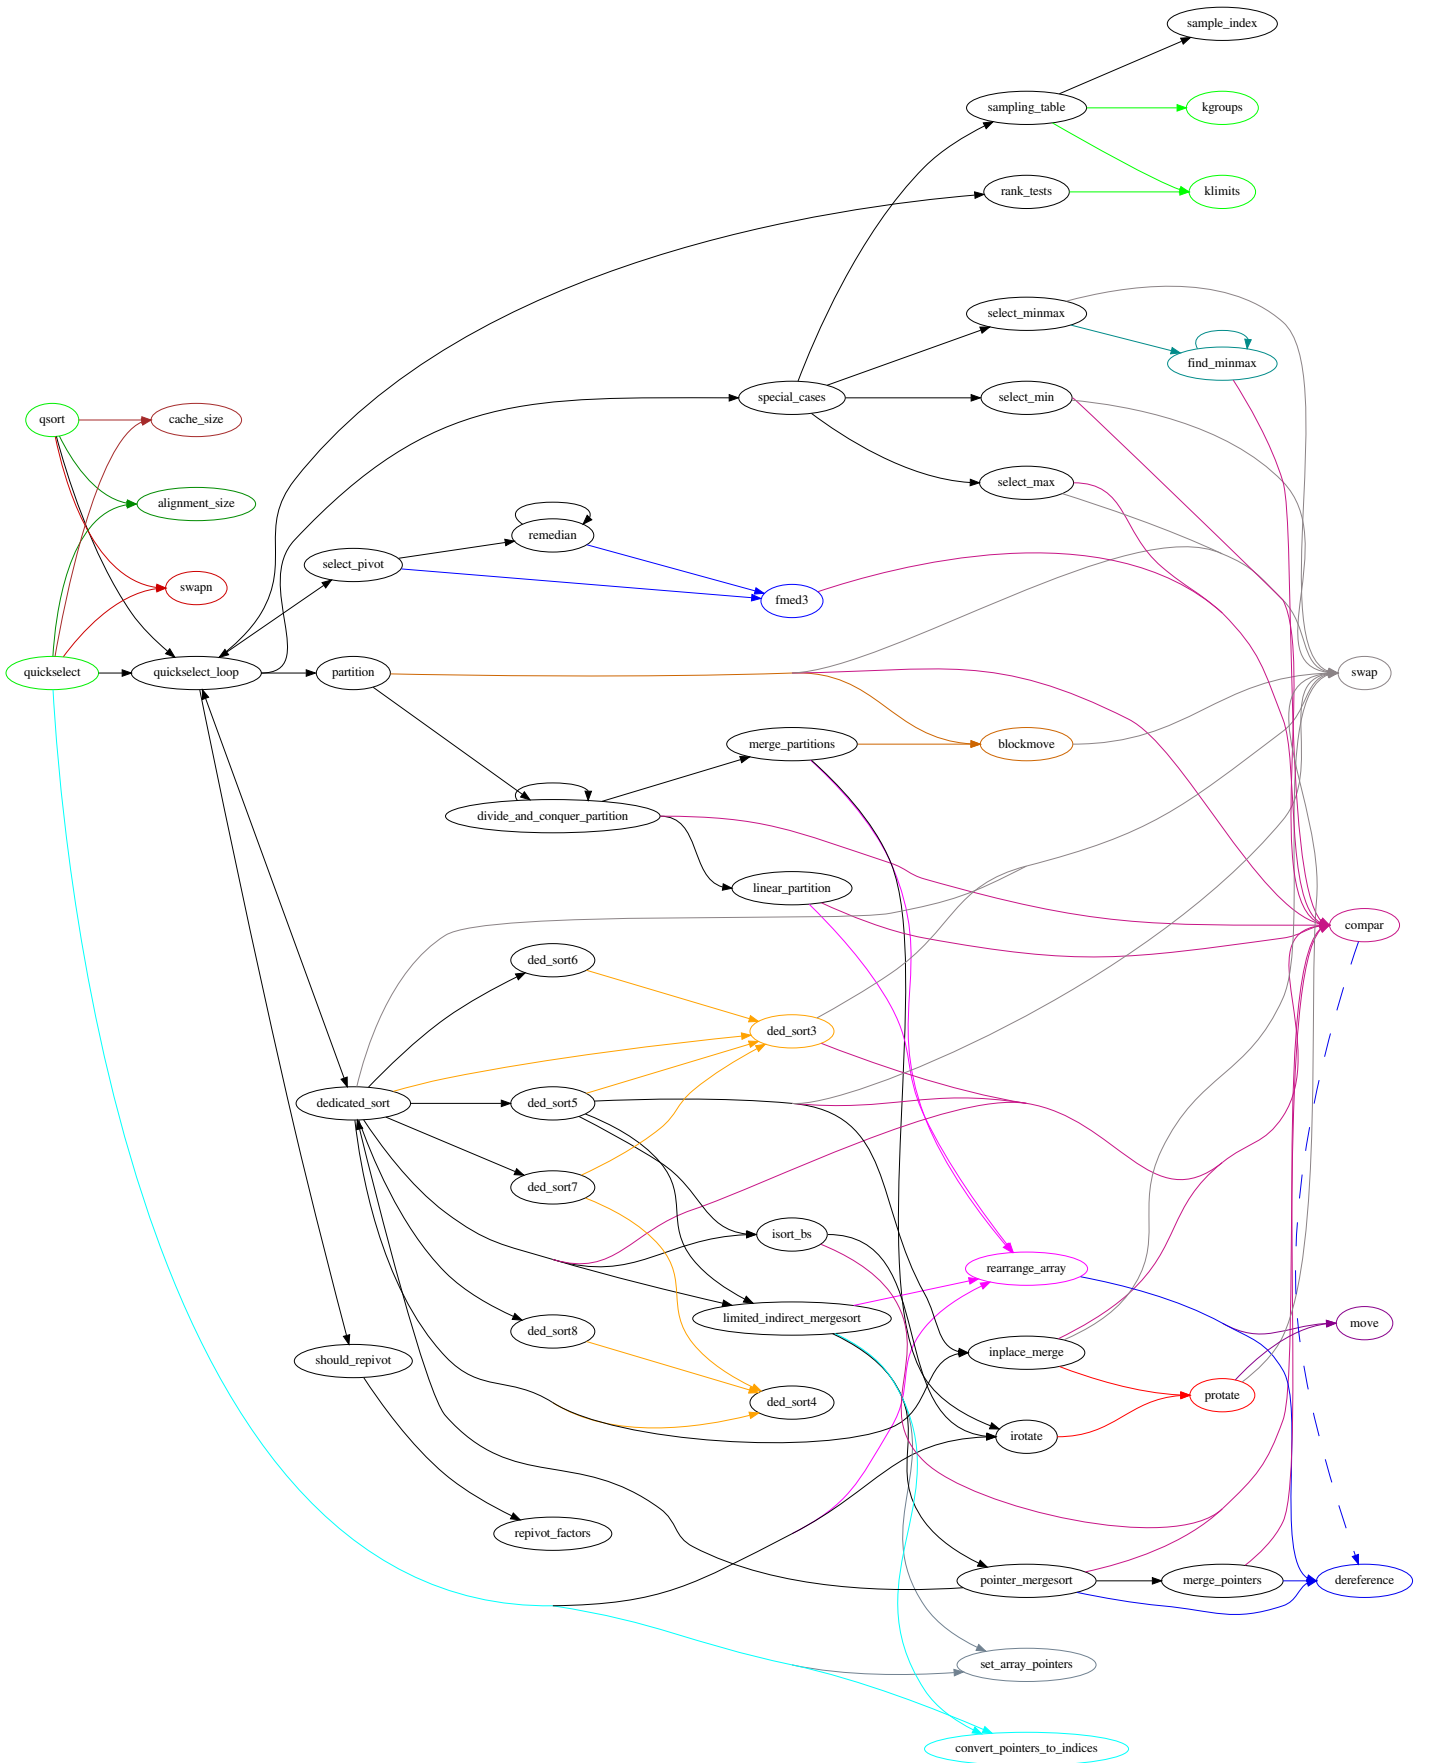 sample_index
sampling_table
kgroups
rank_tests
klimits
select_minmax
find_minmax
special_cases
select_min
qsort
cache_size
select_max
alignment_size
remedian
select_pivot
swapn
fmed3
quickselect
quickselect_loop
partition
swap
merge_partitions
blockmove
divide_and_conquer_partition
linear_partition
compar
ded_sort6
ded_sort3
dedicated_sort
ded_sort5
ded_sort7
isort_bs
rearrange_array
limited_indirect_mergesort
move
ded_sort8
inplace_merge
should_repivot
protate
ded_sort4
irotate
repivot_factors
pointer_mergesort
merge_pointers
dereference
set_array_pointers
convert_pointers_to_indices